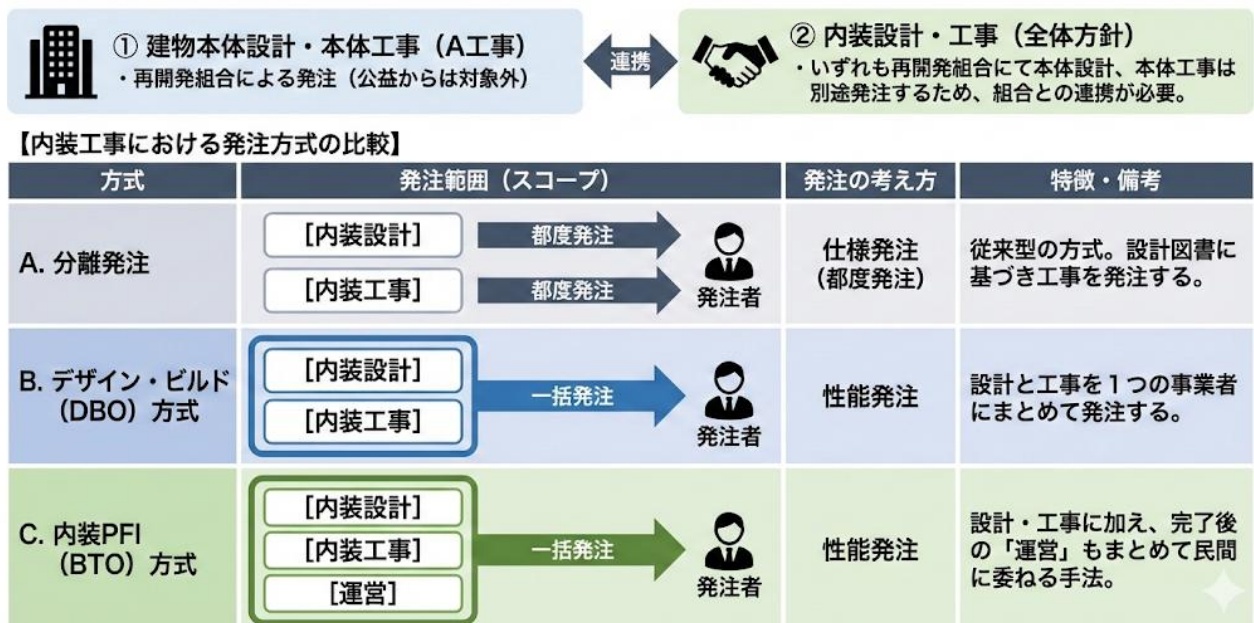 ① 建物本体設計・本体工事（A工事）
・再開発組合による発注（公益からは対象外）
連携
② 内装設計・工事（全体方針）
・いずれも再開発組合にて本体設計、本体工事は
別途発注するため、組合との連携が必要。
【内装工事における発注方式の比較】
方式
発注範囲（スコープ）
発注の考え方
特徴・備考
A. 分離発注
［内装設計］
都度発注
［内装工事］
都度発注
発注者
仕様発注
（都度発注）
従来型の方式。設計図書に
基づき工事を発注する。
B. デザイン・ビルド
（DBO）方式
［内装設計］
［内装工事］
一括発注
発注者
性能発注
設計と工事を１つの事業者
にまとめて発注する。
C. 内装PFI
（BTO）方式
［内装設計］
［内装工事］
［運営］
一括発注
発注者
性能発注
設計・工事に加え、完了後
の「運営」もまとめて民間
に委ねる手法。